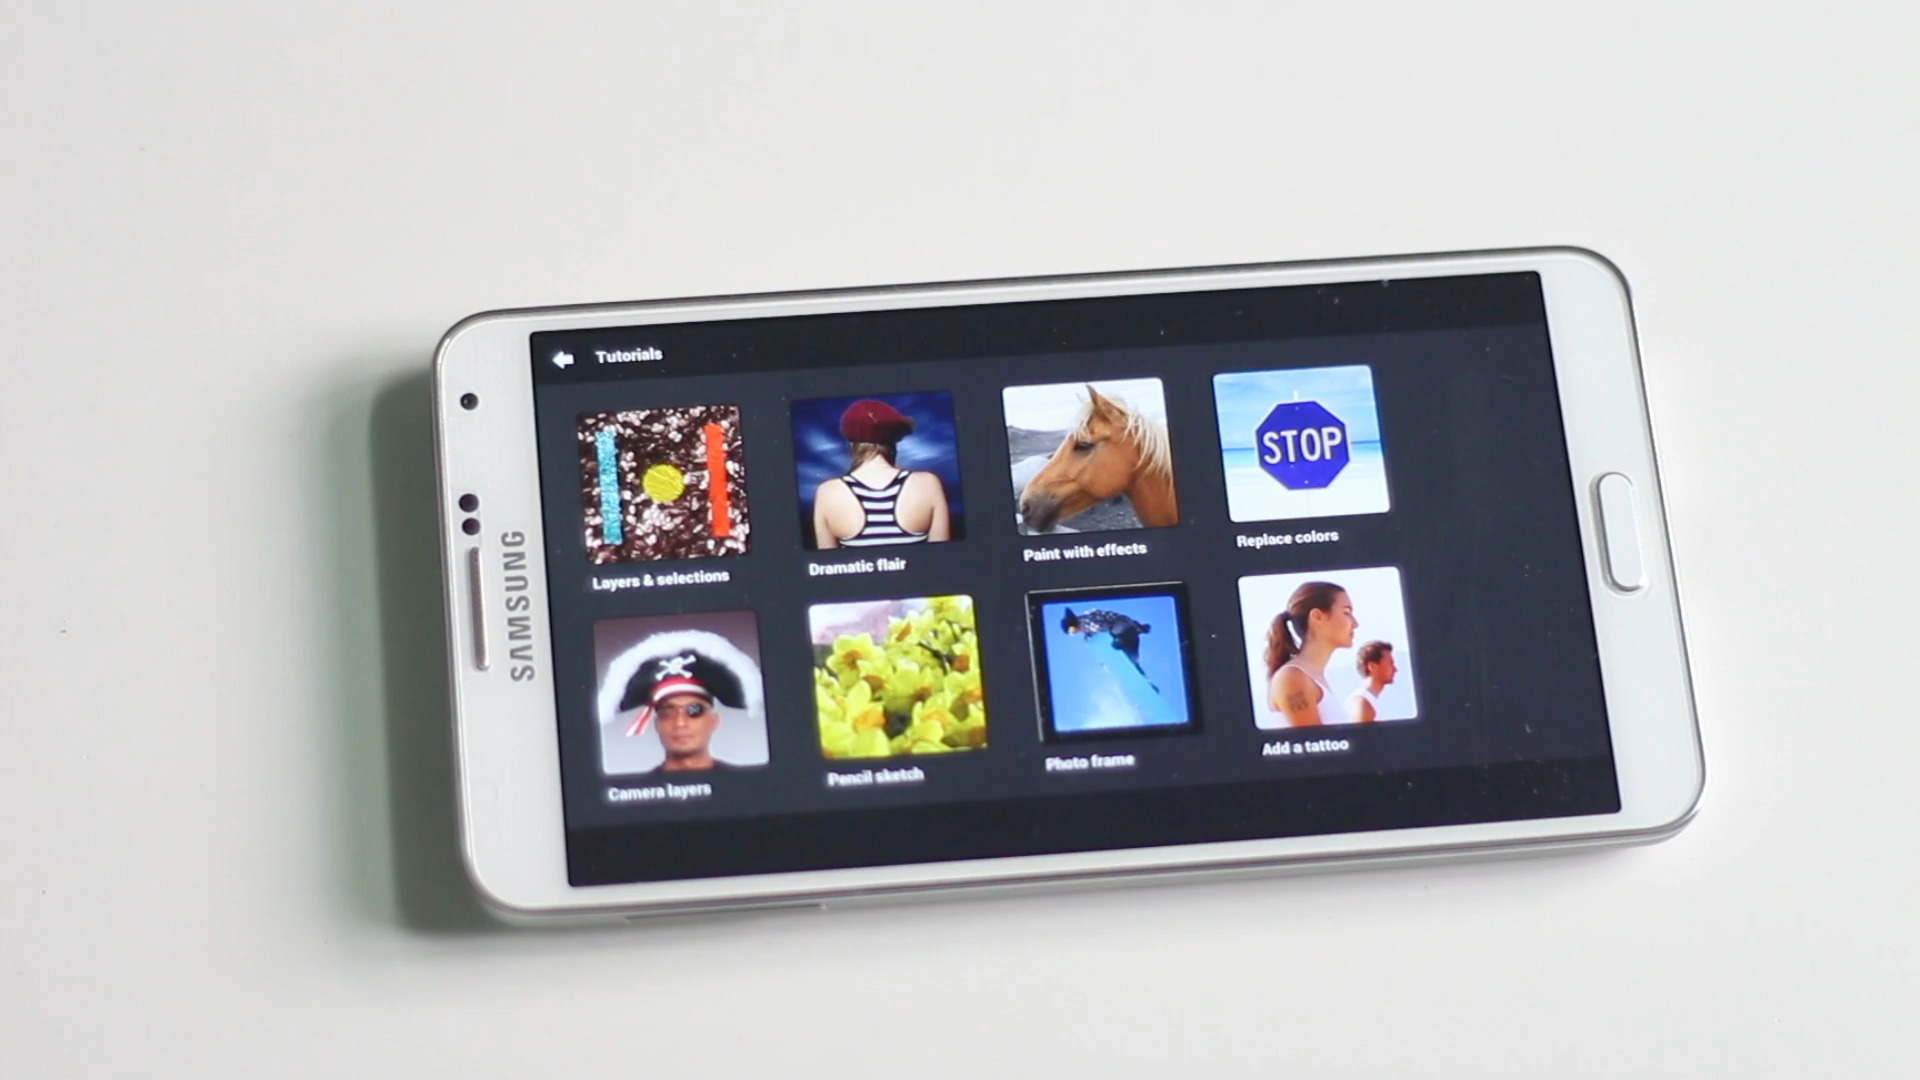 Tutorials
STOP
Layers & selections
Dramatic flair
Paint with effects
Replace colors
Camera layers
Pencil sketch
Photo frame
Add a tattoo
SAMSUNG